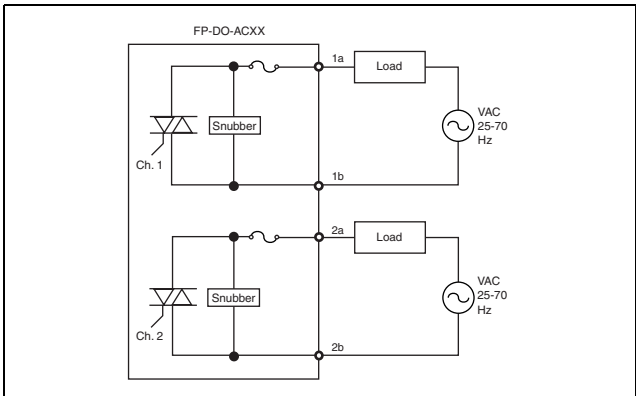 FP-DO-ACXX
1a
Load
Snubber
VAC
25-70
Hz
Ch. 1
1b
2a
Load
Snubber
VAC
25-70
Hz
Ch. 2
2b